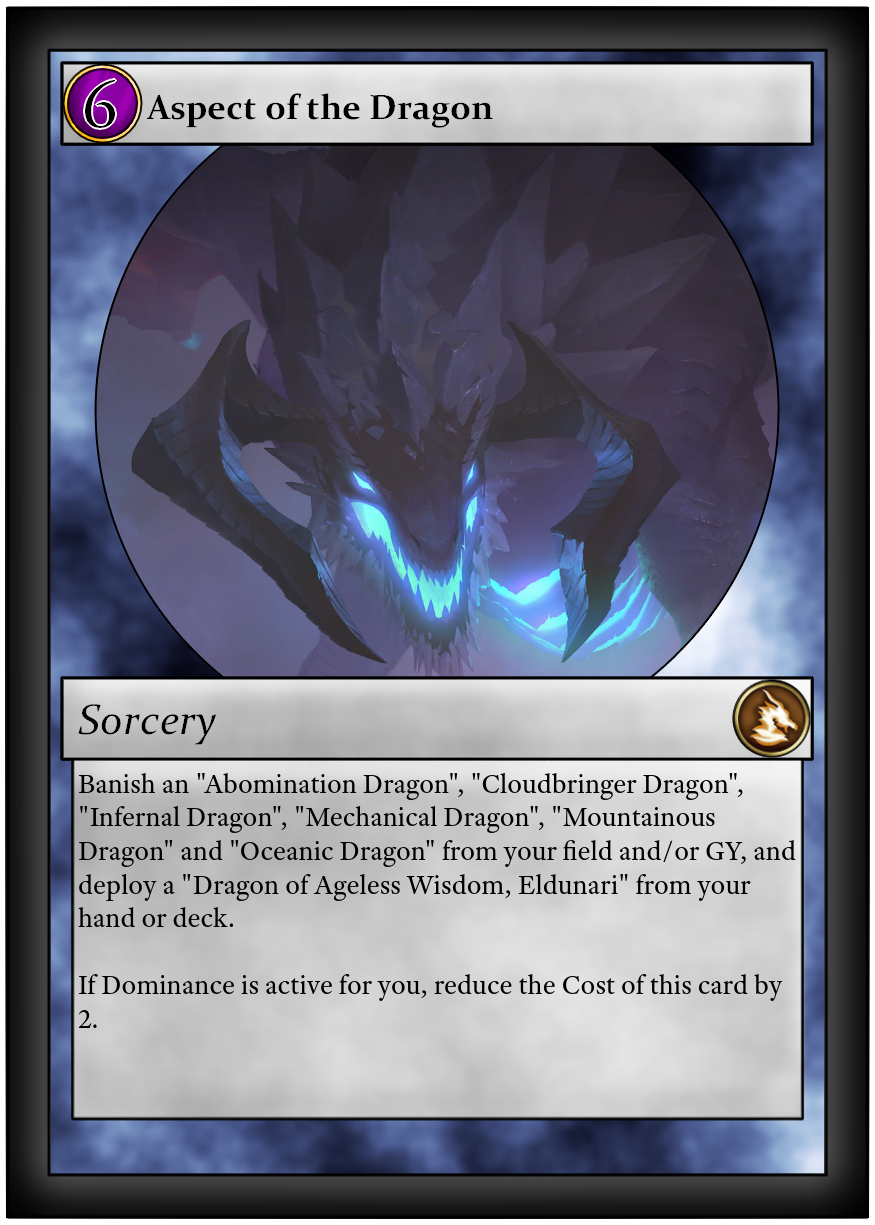 6 Aspect of the Dragon
Sorcery
Banish an "Abomination Dragon", "Cloudbringer Dragon",
"Infernal Dragon", "Mechanical Dragon", "Mountainous
Dragon" and "Oceanic Dragon" from your field and/or GY, and
deploy a "Dragon of Ageless Wisdom, Eldunari" from your
hand or deck.
If Dominance is active for you, reduce the Cost of this card by
2.